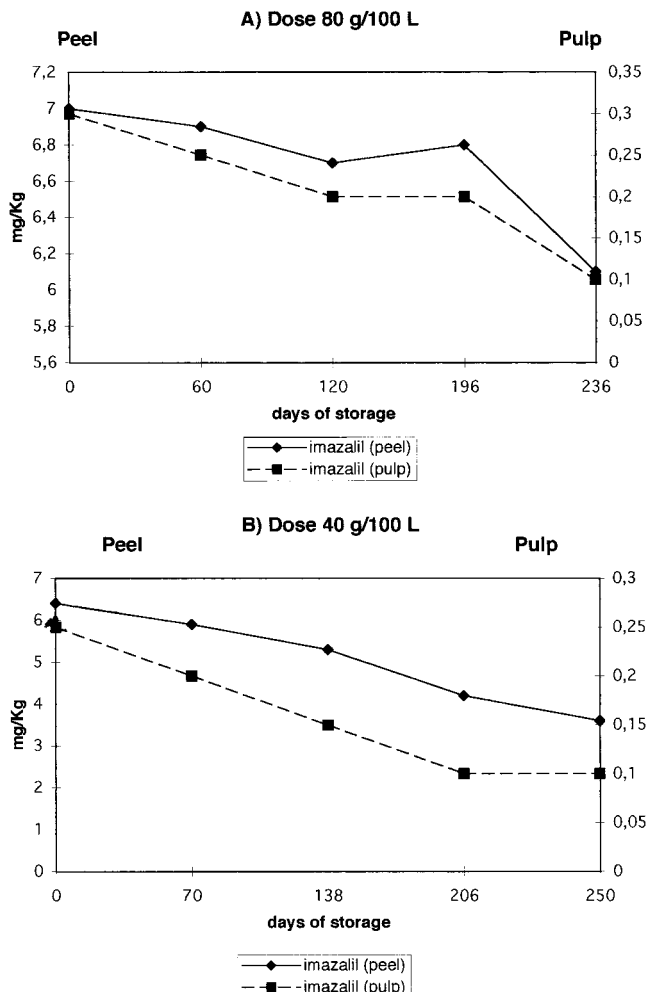 A) Dose 80 g/100 L
Peel Pulp
7,2 0,35
7 0,3
6,8 0,25
6,6 0,2
6,4 0,15
6,2 0,1
6 0,05
5,8 0
5,6
mg/Kg
0 60 120 196 236
days of storage
imazalil (peel)
imazalil (pulp)
B) Dose 40 g/100 L
Peel Pulp
7 0,3
6 0,25
5 0,2
4 0,15
3 0,1
2 0,05
1 0
0
mg/Kg
0 70 138 206 250
days of storage
imazalil (peel)
imazalil (pulp)